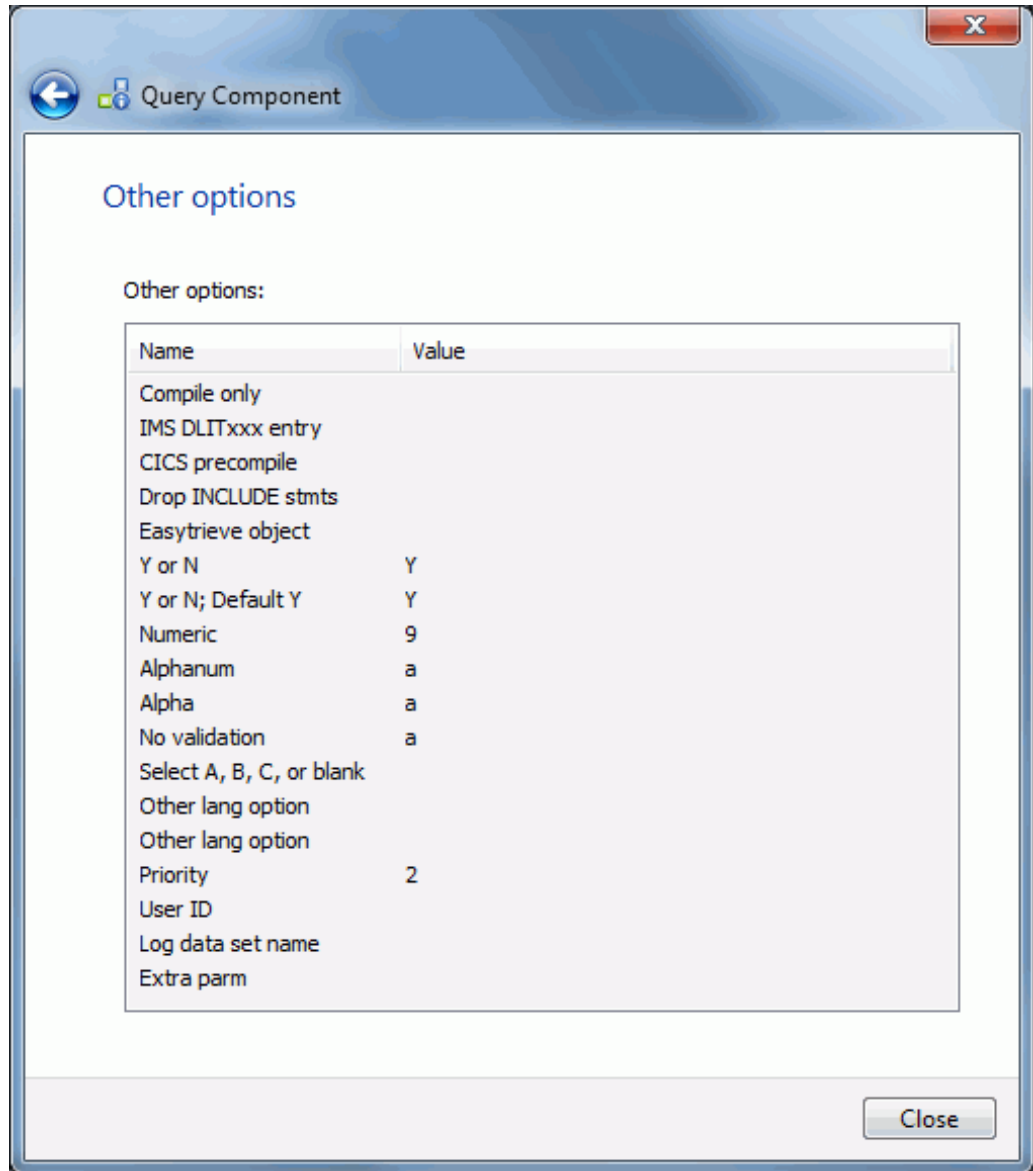 X
Query Component
Other options
Other options:
Name Value
Compile only
IMS DLITxxx entry
CICS precompile
Drop INCLUDE stmts
Easytrieve object
Y or N Y
Y or N; Default Y Y
Numeric 9
Alphanum a
Alpha a
No validation a
Select A, B, C, or blank
Other lang option
Other lang option
Priority 2
User ID
Log data set name
Extra parm
Close